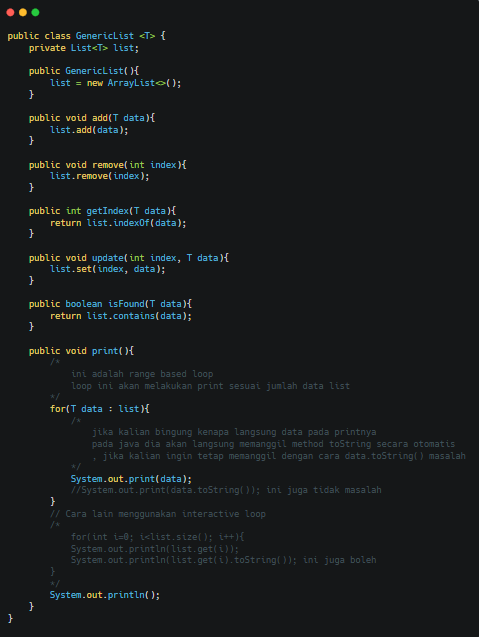 public class GenericList <T> {
    private List<T> list;

    public GenericList(){
        list = new ArrayList<>();
    }

    public void add(T data){
        list.add(data);
    }

    public void remove(int index){
        list.remove(index);
    }

    public int getIndex(T data){
        return list.indexOf(data);
    }

    public void update(int index, T data){
        list.set(index, data);
    }

    public boolean isFound(T data){
        return list.contains(data);
    }

    public void print(){
        /*
            ini adalah range based loop
            loop ini akan melakukan print sesuai jumlah data list
        */
        for(T data : list){
            /*
                jika kalian bingung kenapa langsung data pada printnya
                pada java dia akan langsung memanggil method toString secara otomatis
                , jika kalian ingin tetap memanggil dengan cara data.toString() masalah
            */
            System.out.print(data);
            //System.out.print(data.toString()); ini juga tidak masalah
        }
        // Cara lain menggunakan interactive loop
        /*
            for(int i=0; i<list.size(); i++){
            System.out.println(list.get(i));
            System.out.println(list.get(i).toString()); ini juga boleh
        }
        */
        System.out.println();
    }
}